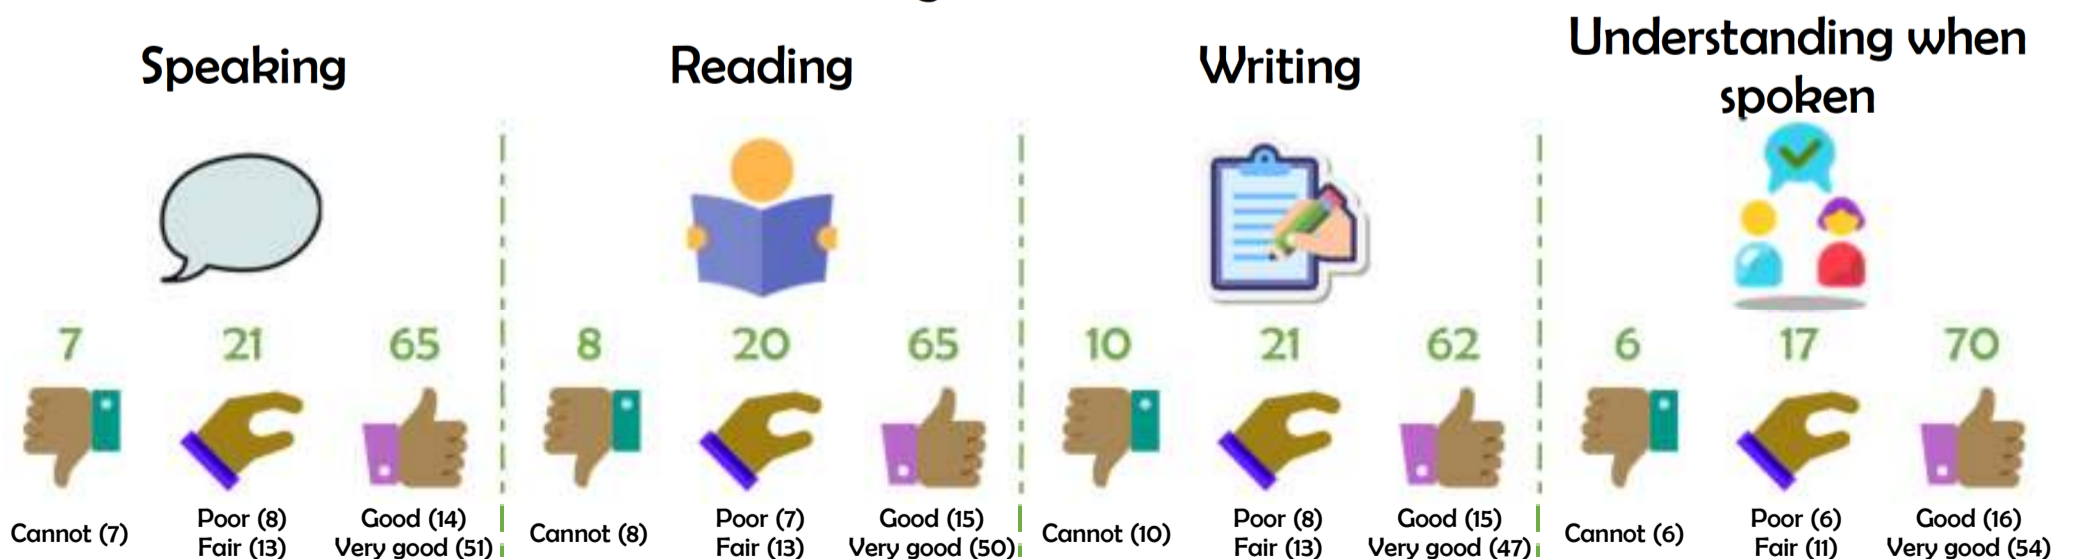 Speaking
7
21
65
Cannot (7)
Poor (8)
Fair (13)
Good (14)
Very good (51)
Reading
8
20
65
Cannot (8)
Poor (7)
Fair (13)
Good (15)
Very good (50)
Writing
10
21
62
Cannot (10)
Poor (8)
Fair (13)
Good (15)
Very good (47)
Understanding when
spoken
6
17
70
Cannot (6)
Poor (6)
Fair (11)
Good (16)
Very good (54)